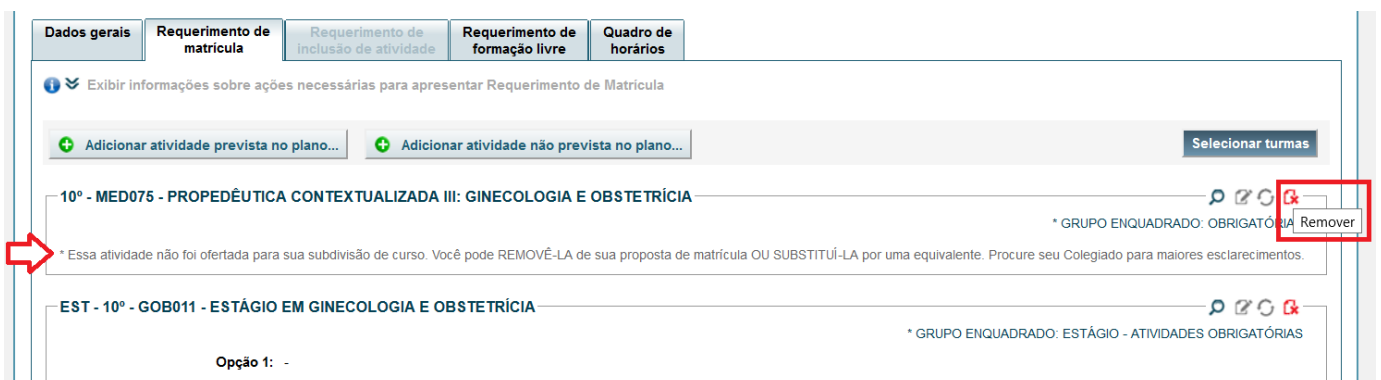 Dados gerais
Requerimento de
matrícula
Requerimento de
inclusão de atividade
Requerimento de
formação livre
Quadro de
horários
Exibir informações sobre ações necessárias para apresentar Requerimento de Matrícula
Adicionar atividade prevista no plano...
Adicionar atividade não prevista no plano...
Selecionar turmas
10º - MED075 - PROPEDÊUTICA CONTEXTUALIZADA III: GINECOLOGIA E OBSTETRÍCIA
* GRUPO ENQUADRADO: OBRIGATÓRIA
Remover
* Essa atividade não foi ofertada para sua subdivisão de curso. Você pode REMOVÊ-LA de sua proposta de matrícula OU SUBSTITUÍ-LA por uma equivalente. Procure seu Colegiado para maiores esclarecimentos.
EST - 10º - GOB011 - ESTÁGIO EM GINECOLOGIA E OBSTETRÍCIA
* GRUPO ENQUADRADO: ESTÁGIO - ATIVIDADES OBRIGATÓRIAS
Opção 1: -